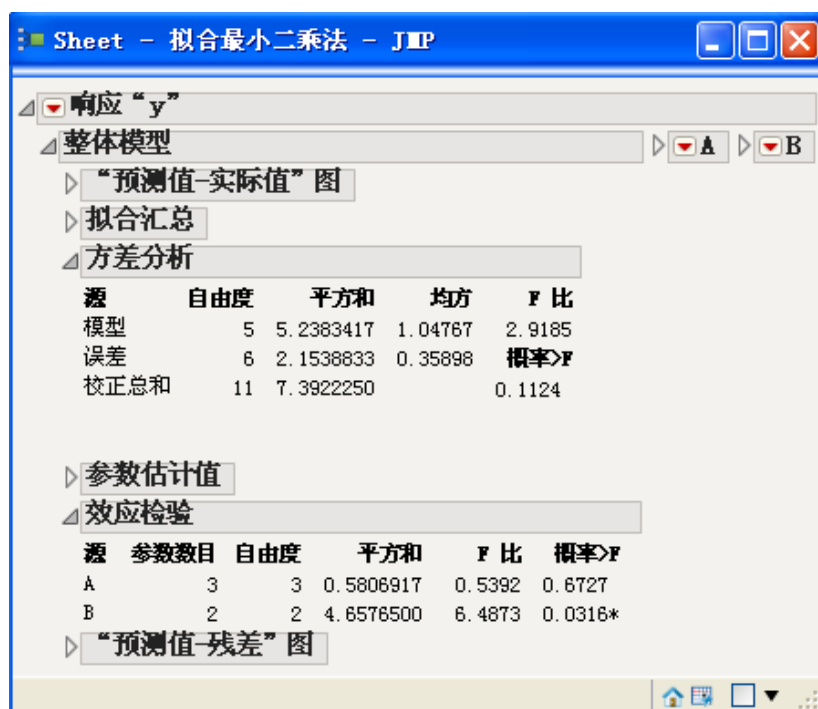 Sheet - 拟合最小二乘法 - JMP
响应“y”
整体模型 A B
“预测值-实际值”图
拟合汇总
方差分析
源 自由度 平方和 均方 F 比
模型 5 5.2383417 1.04767 2.9185
误差 6 2.1538833 0.35898 概率>F
校正总和 11 7.3922250 0.1124
参数估计值
效应检验
源 参数数目 自由度 平方和 F 比 概率>F
A 3 3 0.5806917 0.5392 0.6727
B 2 2 4.6576500 6.4873 0.0316*
“预测值-残差”图